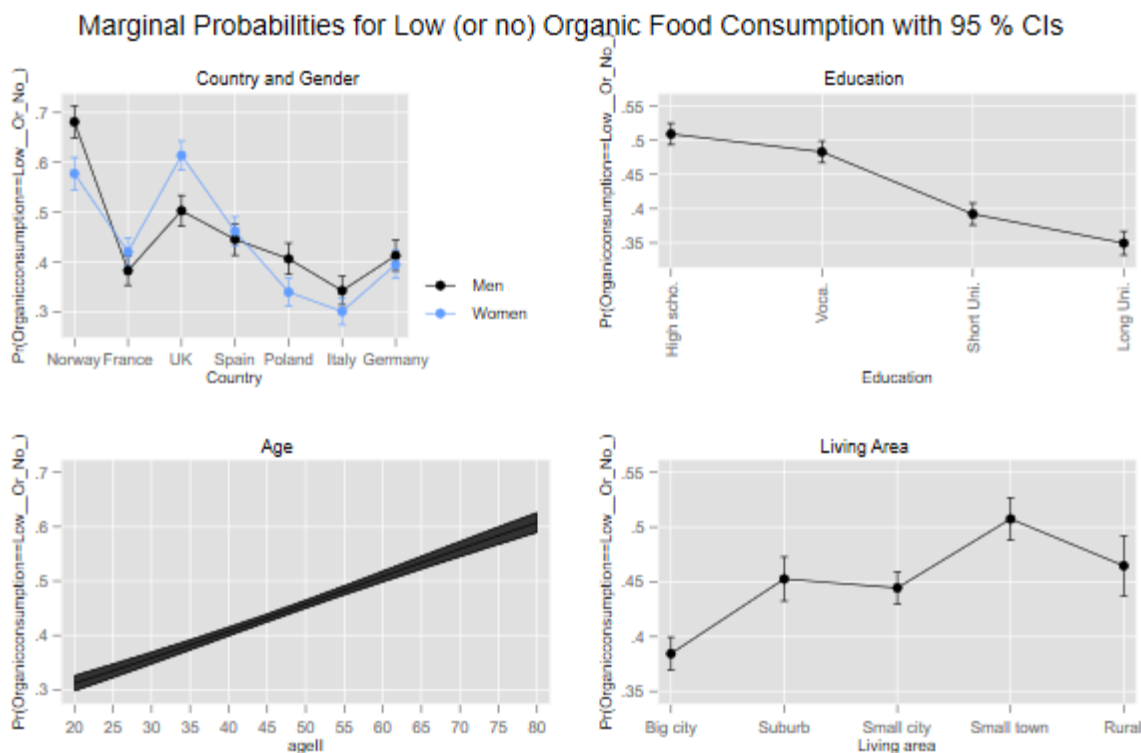 Marginal Probabilities for Low (or no) Organic Food Consumption with 95 % CIs
Country and Gender
Pr(Organicconsumption==Low__Or_No_)
.7
.6
.5
.4
.3
Norway France UK Spain Poland Italy Germany
Country
Men
Women
Education
Pr(Organicconsumption==Low__Or_No_)
.55
.5
.45
.4
.35
High scho.
Voca.
Short Uni.
Long Uni.
Education
Age
Pr(Organicconsumption==Low__Or_No_)
.7
.6
.5
.4
.3
20 25 30 35 40 45 50 55 60 65 70 75 80
agell
Living Area
Pr(Organicconsumption==Low__Or_No_)
.55
.5
.45
.4
.35
Big city Suburb Small city Small town Rural
Living area